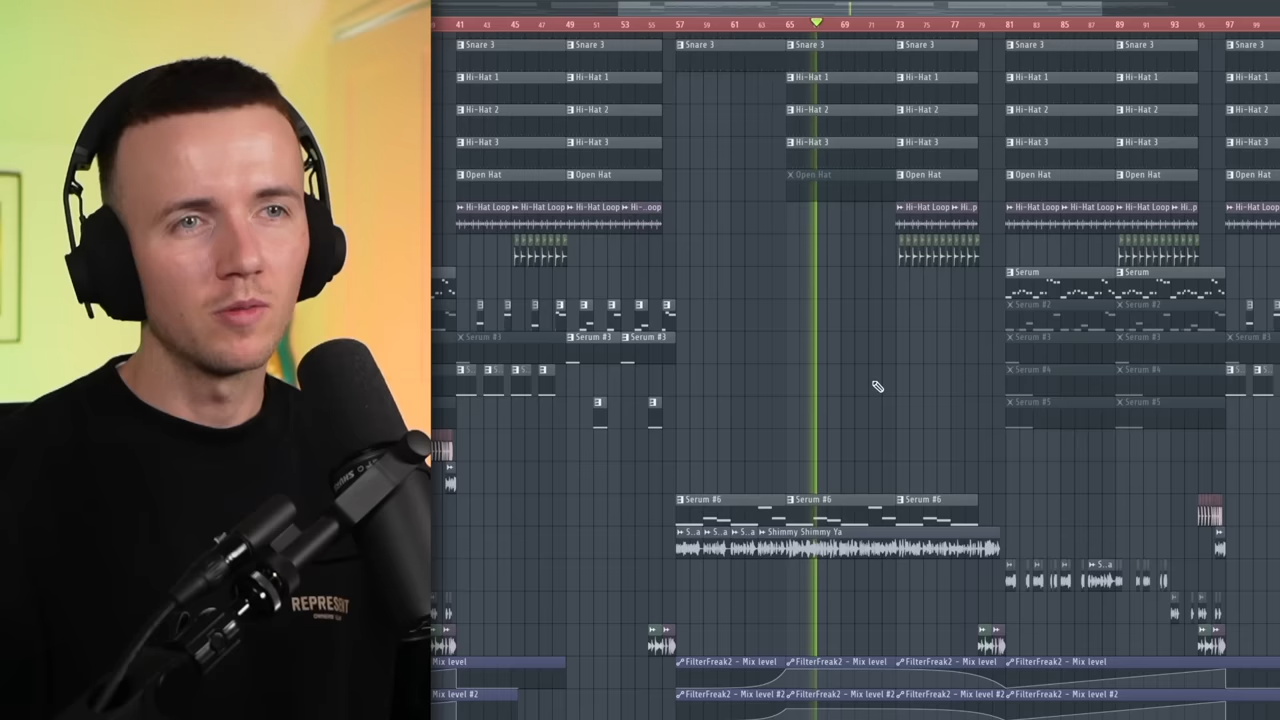 41 43 45 47 49 51 53 55 57 59 61 63 65 69 71 73 75 77 79 81 83 85 87 89 91 93 95 97 99
Snare 3 Snare 3 Snare 3 Snare 3 Snare 3 Snare 3 Snare 3 Snare 3
Hi-Hat 1 Hi-Hat 1 Hi-Hat 1 Hi-Hat 1 Hi-Hat 1 Hi-Hat 1 Hi-Hat 1
Hi-Hat 2 Hi-Hat 2 Hi-Hat 2 Hi-Hat 2 Hi-Hat 2 Hi-Hat 2 Hi-Hat 2
Hi-Hat 3 Hi-Hat 3 Hi-Hat 3 Hi-Hat 3 Hi-Hat 3 Hi-Hat 3 Hi-Hat 3
Open Hat Open Hat Open Hat Open Hat Open Hat Open Hat Open Hat
Hi-Hat Loop Hi-Hat Loop Hi-Hat Loop Hi-..oop Hi-Hat Loop Hi..p Hi-Hat Loop Hi-Hat Loop Hi-Hat Loop Hi..p Hi-Hat Loop
Serum Serum
Serum #2 Serum #2
Serum #3 Serum #3 Serum #3 Serum #3 Serum #3
S.. S.. S.. Serum #4 Serum #4 S..
Serum #5 Serum #5
Serum #6 Serum #6 Serum #6
S..a S..a S..a Shimmy Shimmy Ya
S..a
REPRESENT
Mix level FilterFreak2 - Mix level FilterFreak2 - Mix level FilterFreak2 - Mix level FilterFreak2 - Mix level
Mix level #2 FilterFreak2 - Mix level #2 FilterFreak2 - Mix level #2 FilterFreak2 - Mix level #2 FilterFreak2 - Mix level #2